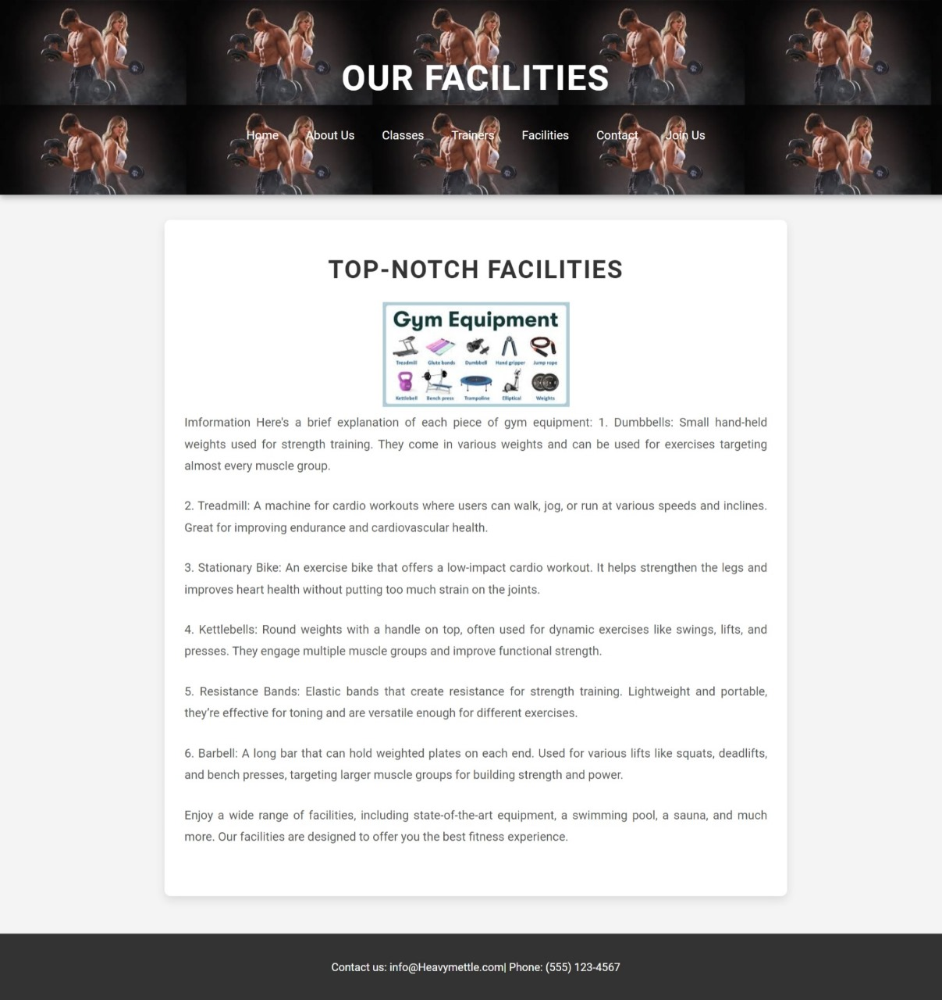 OUR FACILITIES
Home About Us Classes Trainers Facilities Contact Join Us
TOP-NOTCH FACILITIES
Gym Equipment
Treadmill Glute bands Dumbbell Hand gripper Jump rope
Kettlebell Bench press Trampoline Elliptical Weights
Imformation Here's a brief explanation of each piece of gym equipment: 1. Dumbbells: Small hand-held
weights used for strength training. They come in various weights and can be used for exercises targeting
almost every muscle group.
2. Treadmill: A machine for cardio workouts where users can walk, jog, or run at various speeds and inclines.
Great for improving endurance and cardiovascular health.
3. Stationary Bike: An exercise bike that offers a low-impact cardio workout. It helps strengthen the legs and
improves heart health without putting too much strain on the joints.
4. Kettlebells: Round weights with a handle on top, often used for dynamic exercises like swings, lifts, and
presses. They engage multiple muscle groups and improve functional strength.
5. Resistance Bands: Elastic bands that create resistance for strength training. Lightweight and portable,
they're effective for toning and are versatile enough for different exercises.
6. Barbell: A long bar that can hold weighted plates on each end. Used for various lifts like squats, deadlifts,
and bench presses, targeting larger muscle groups for building strength and power.
Enjoy a wide range of facilities, including state-of-the-art equipment, a swimming pool, a sauna, and much
more. Our facilities are designed to offer you the best fitness experience.
Contact us: info@Heavymettle.com| Phone: (555) 123-4567